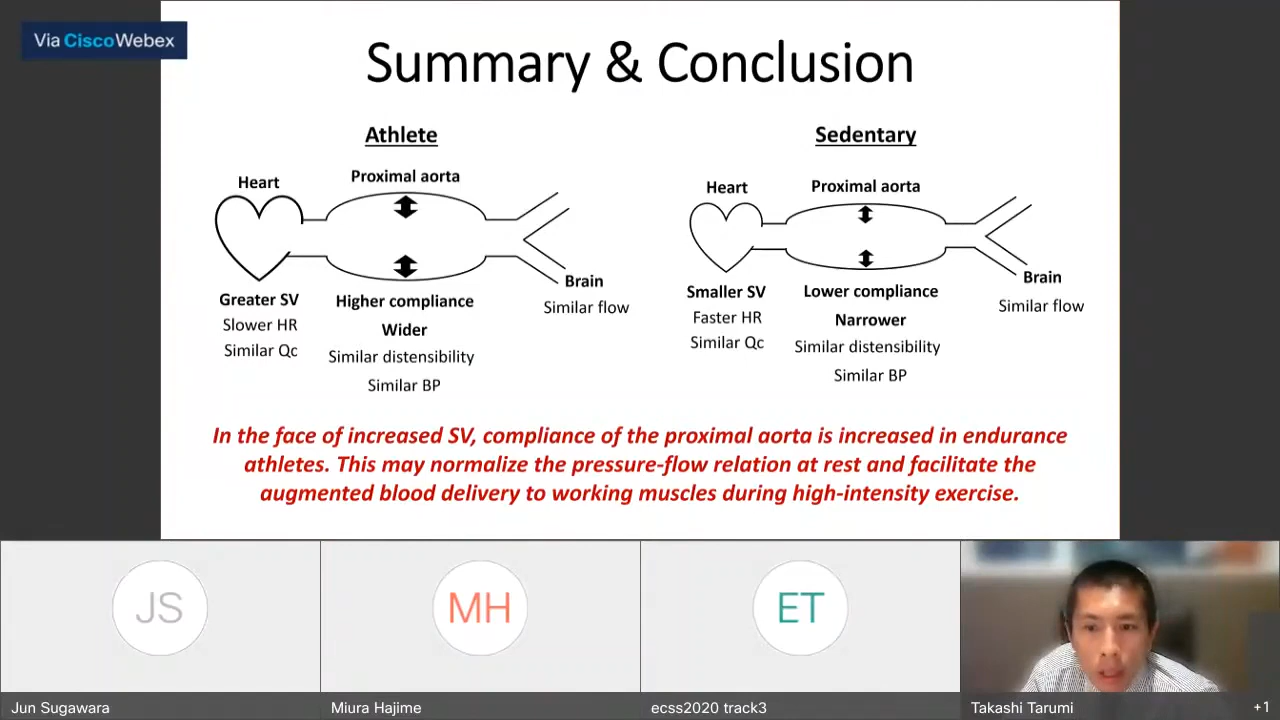 Via Cisco Webex
Summary & Conclusion
Athlete
Heart
Proximal aorta
Brain
Similar flow
Greater SV
Slower HR
Similar Qc
Higher compliance
Wider
Similar distensibility
Similar BP
Sedentary
Heart
Proximal aorta
Brain
Similar flow
Smaller SV
Faster HR
Similar Qc
Lower compliance
Narrower
Similar distensibility
Similar BP
In the face of increased SV, compliance of the proximal aorta is increased in endurance
athletes. This may normalize the pressure-flow relation at rest and facilitate the
augmented blood delivery to working muscles during high-intensity exercise.
JS
MH
ET
Jun Sugawara
Miura Hajime
ecss2020 track3
Takashi Tarumi
+1